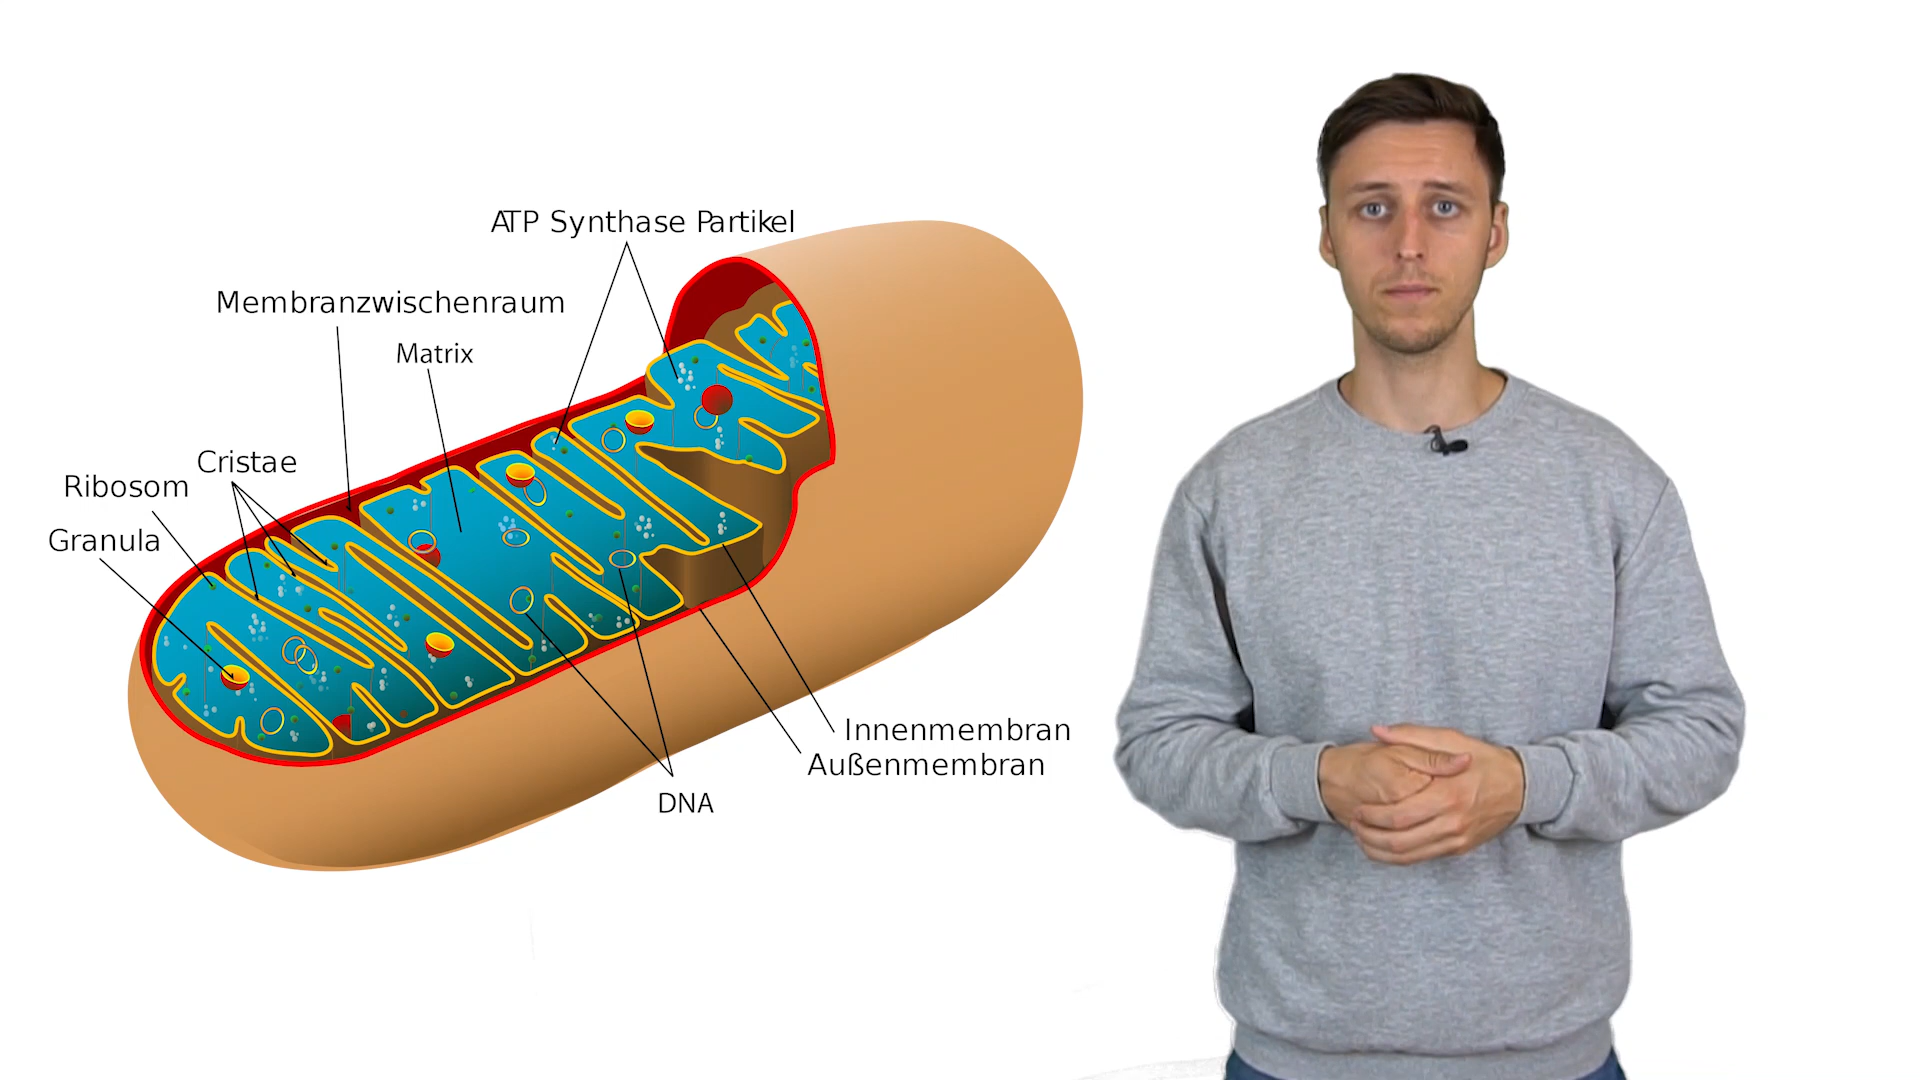 ATP Synthase Partikel
Membranzwischenraum
Matrix
Cristae
Ribosom
Granula
Innenmembran
Außenmembran
DNA